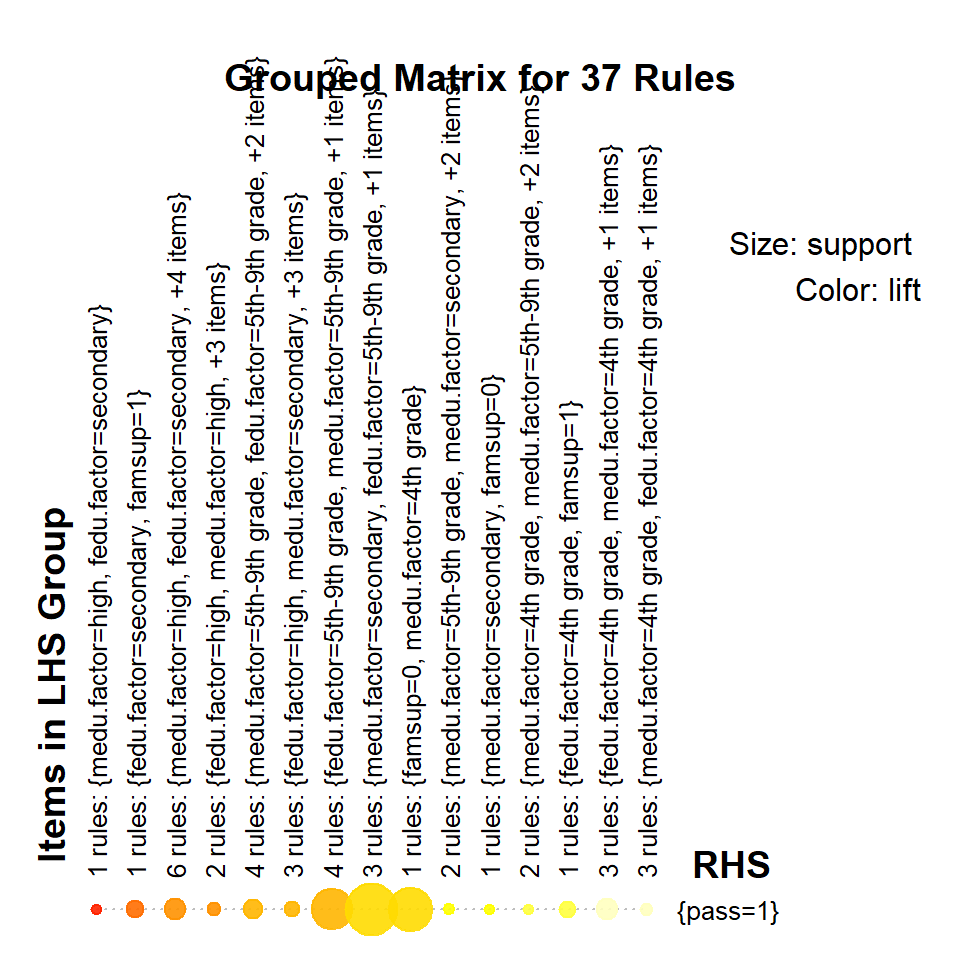 Grouped Matrix for 37 Rules
Size: support
Color: lift
Items in LHS Group
1 rules: {medu.factor=high, fedu.factor=secondary}
1 rules: {fedu.factor=secondary, famsup=1}
6 rules: {medu.factor=high, fedu.factor=secondary, +4 items}
2 rules: {fedu.factor=high, medu.factor=high, +3 items}
4 rules: {medu.factor=5th-9th grade, fedu.factor=5th-9th grade, +2 items}
3 rules: {fedu.factor=high, medu.factor=secondary, +3 items}
4 rules: {fedu.factor=5th-9th grade, medu.factor=5th-9th grade, +1 items}
3 rules: {medu.factor=secondary, fedu.factor=5th-9th grade, +1 items}
1 rules: {famsup=0, medu.factor=4th grade}
2 rules: {medu.factor=5th-9th grade, medu.factor=secondary, +2 items}
1 rules: {medu.factor=secondary, famsup=0}
2 rules: {medu.factor=4th grade, medu.factor=5th-9th grade, +2 items}
1 rules: {fedu.factor=4th grade, famsup=1}
3 rules: {fedu.factor=4th grade, medu.factor=4th grade, +1 items}
3 rules: {medu.factor=4th grade, fedu.factor=4th grade, +1 items}
RHS
{pass=1}